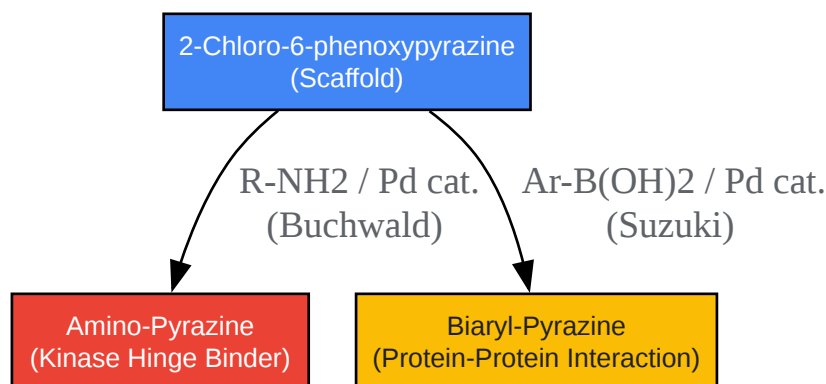 2-Chloro-6-phenoxypyrazine
(Scaffold)
R-NH2 / Pd cat.
(Buchwald)
Ar-B(OH)2 / Pd cat.
(Suzuki)
Amino-Pyrazine
(Kinase Hinge Binder)
Biaryl-Pyrazine
(Protein-Protein Interaction)